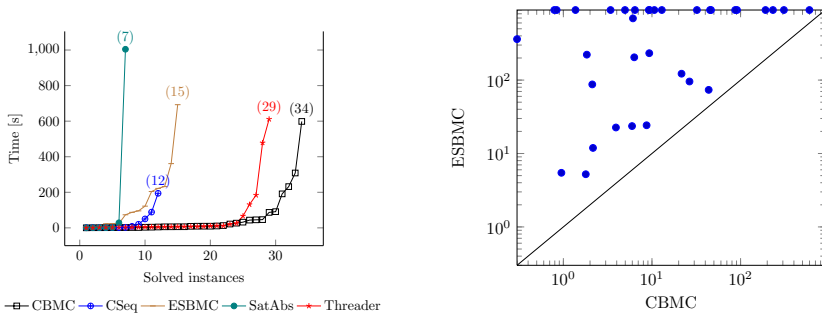 (7)
1,000
(15)
800
(29)
(34)
600
400
(12)
200
0
Time [s]
1 10 20 30
Solved instances
CBMC CSeq ESBMC SatAbs Threader
10^2
10^1
10^0
ESBMC
10^0 10^1 10^2
CBMC